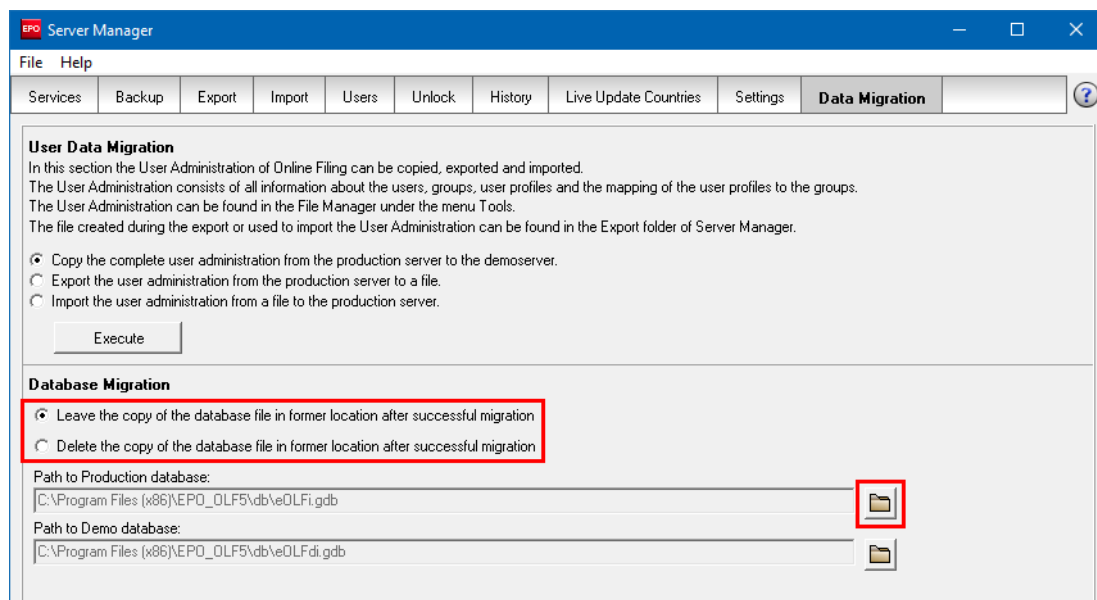 EPO Server Manager
File Help
Services Backup Export Import Users Unlock History Live Update Countries Settings Data Migration ?
User Data Migration
In this section the User Administration of Online Filing can be copied, exported and imported.
The User Administration consists of all information about the users, groups, user profiles and the mapping of the user profiles to the groups.
The User Administration can be found in the File Manager under the menu Tools.
The file created during the export or used to import the User Administration can be found in the Export folder of Server Manager.
Copy the complete user administration from the production server to the demoserver.
Export the user administration from the production server to a file.
Import the user administration from a file to the production server.
Execute
Database Migration
Leave the copy of the database file in former location after successful migration
Delete the copy of the database file in former location after successful migration
Path to Production database:
C:\Program Files (x86)\EPO_OLF5\db\eOLFi.gdb
Path to Demo database:
C:\Program Files (x86)\EPO_OLF5\db\eOLFdi.gdb